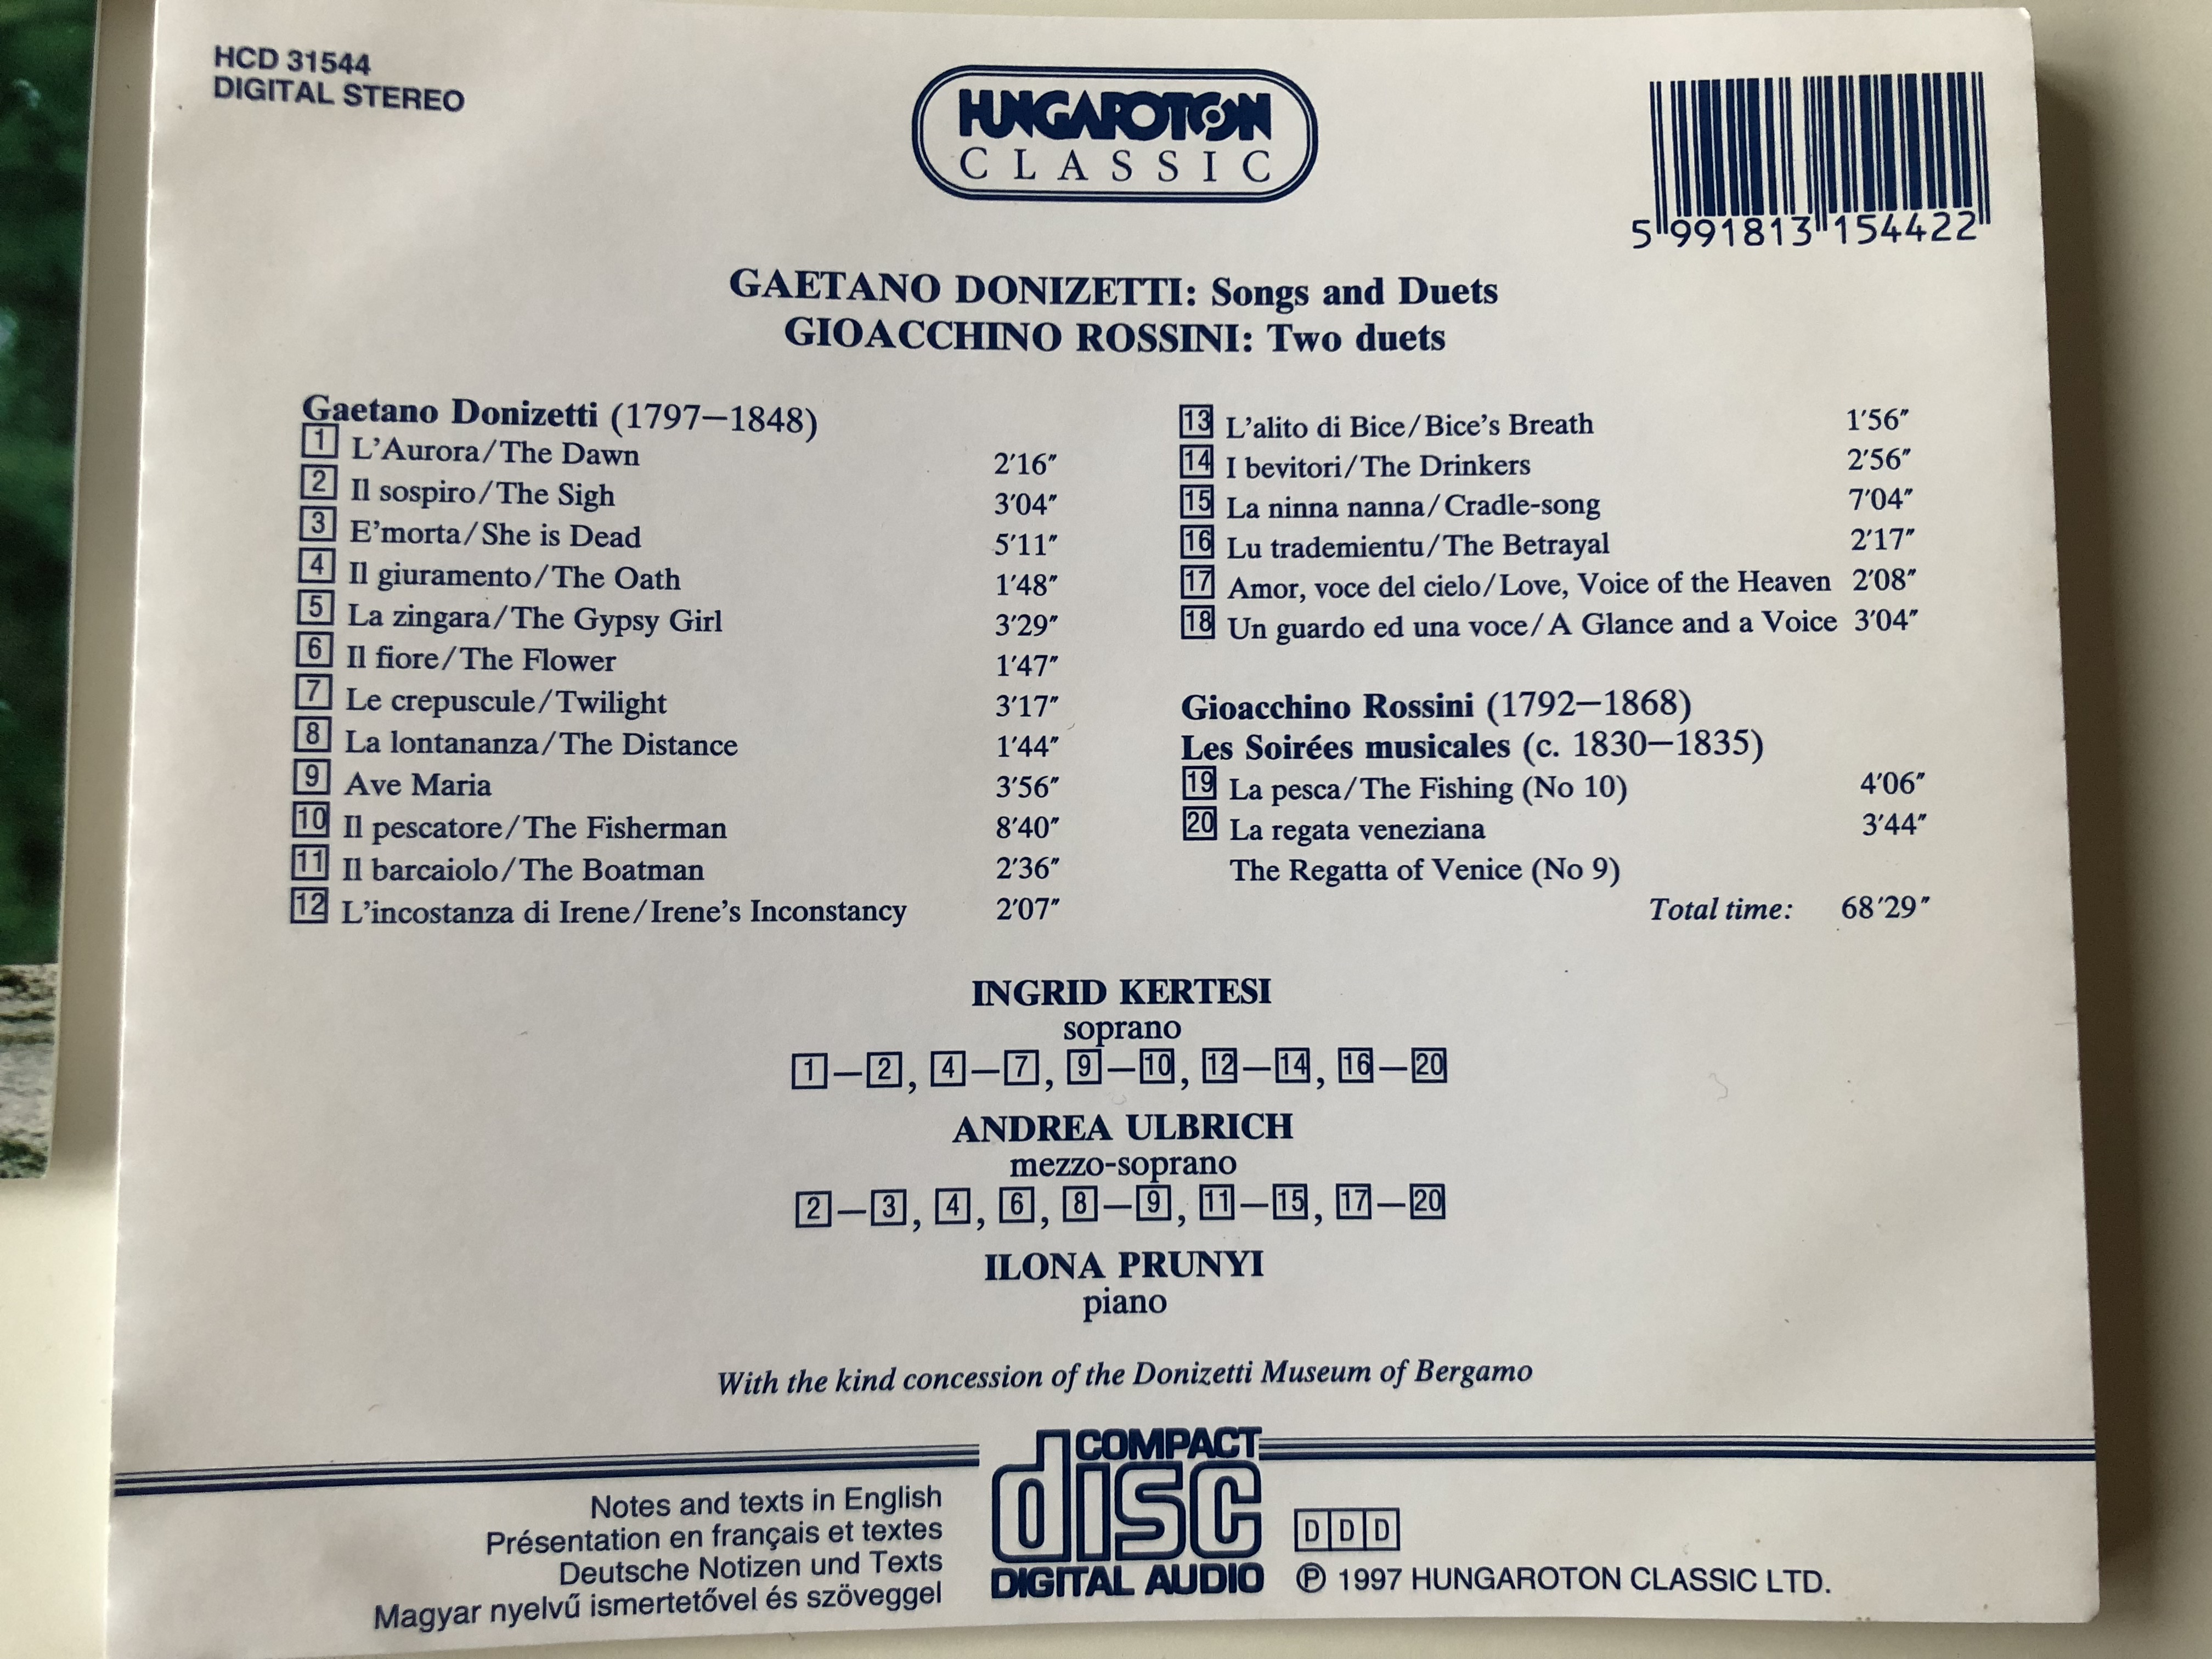 HCD 31544
DIGITAL STEREO
HUNGAROTON
CLASSIC
5 991813 154422
GAETANO DONIZETTI: Songs and Duets
GIOACCHINO ROSSINI: Two duets
Gaetano Donizetti (1797—1848)
1 L'Aurora/The Dawn 2'16"
2 Il sospiro/The Sigh 3'04"
3 E'morta/She is Dead 5'11"
4 Il giuramento/The Oath 1'48"
5 La zingara/The Gypsy Girl 3'29"
6 Il fiore/The Flower 1'47"
7 Le crepuscule/Twilight 3'17"
8 La lontananza/The Distance 1'44"
9 Ave Maria 3'56"
10 Il pescatore/The Fisherman 8'40"
11 Il barcaiolo/The Boatman 2'36"
12 L'incostanza di Irene/Irene's Inconstancy 2'07"
13 L'alito di Bice/Bice's Breath 1'56"
14 I bevitori/The Drinkers 2'56"
15 La ninna nanna/Cradle-song 7'04"
16 Lu trademientu/The Betrayal 2'17"
17 Amor, voce del cielo/Love, Voice of the Heaven 2'08"
18 Un guardo ed una voce/A Glance and a Voice 3'04"
Gioacchino Rossini (1792—1868)
Les Soirées musicales (c. 1830—1835)
19 La pesca/The Fishing (No 10) 4'06"
20 La regata veneziana 3'44"
The Regatta of Venice (No 9)
Total time: 68'29"
INGRID KERTESI
soprano
1—2, 4—7, 9—10, 12—14, 16—20
ANDREA ULBRICH
mezzo-soprano
2—3, 4, 6, 8—9, 11—15, 17—20
ILONA PRUNYI
piano
With the kind concession of the Donizetti Museum of Bergamo
Notes and texts in English
Présentation en français et textes
Deutsche Notizen und Texts
Magyar nyelvű ismertetővel és szöveggel
COMPACT
disc
DIGITAL AUDIO
DDD
℗ 1997 HUNGAROTON CLASSIC LTD.